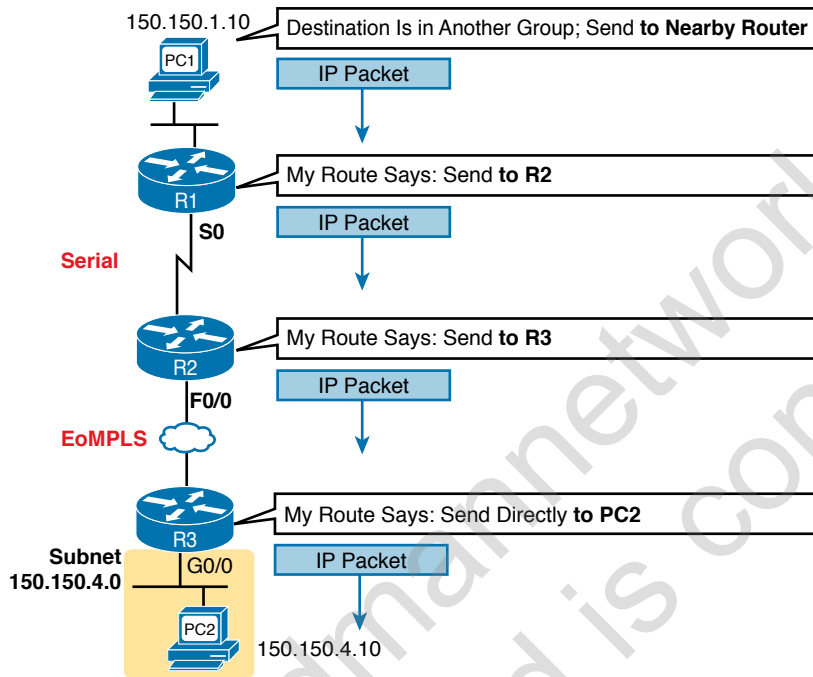 150.150.1.10
Destination Is in Another Group; Send to Nearby Router
PC1
IP Packet
My Route Says: Send to R2
R1
S0
IP Packet
Serial
My Route Says: Send to R3
R2
IP Packet
F0/0
EoMPLS
My Route Says: Send Directly to PC2
R3
Subnet
150.150.4.0
G0/0
IP Packet
PC2
150.150.4.10